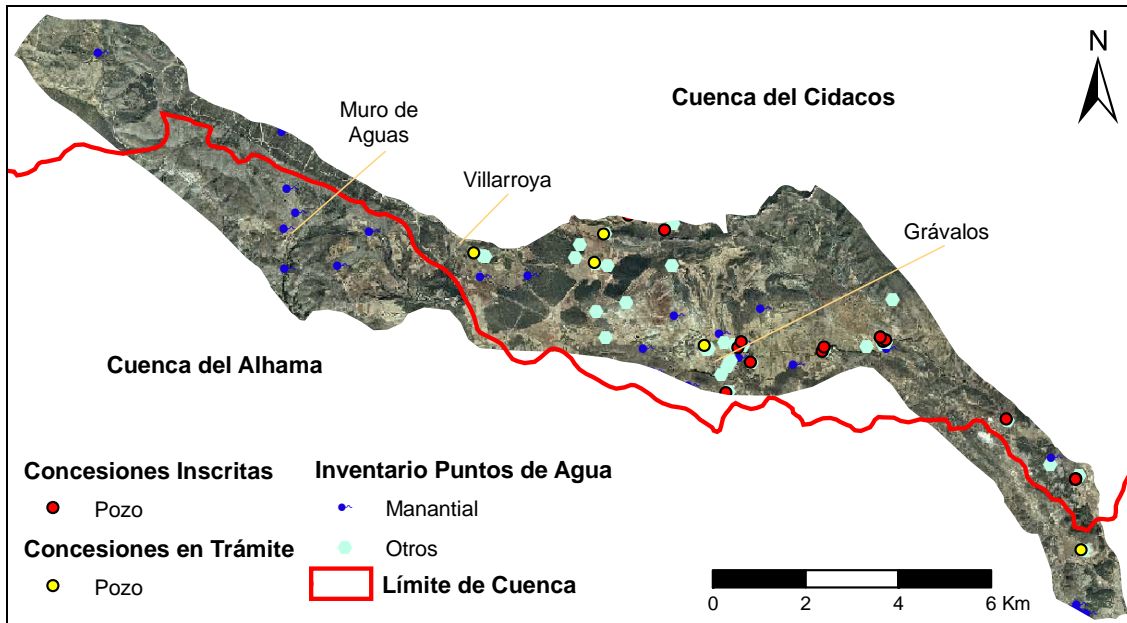 N
Cuenca del Cidacos
Muro de
Aguas
Villarroya
Grávalos
Cuenca del Alhama
Concesiones Inscritas
Pozo
Concesiones en Trámite
Pozo
Inventario Puntos de Agua
Manantial
Otros
Límite de Cuenca
0 2 4 6 Km